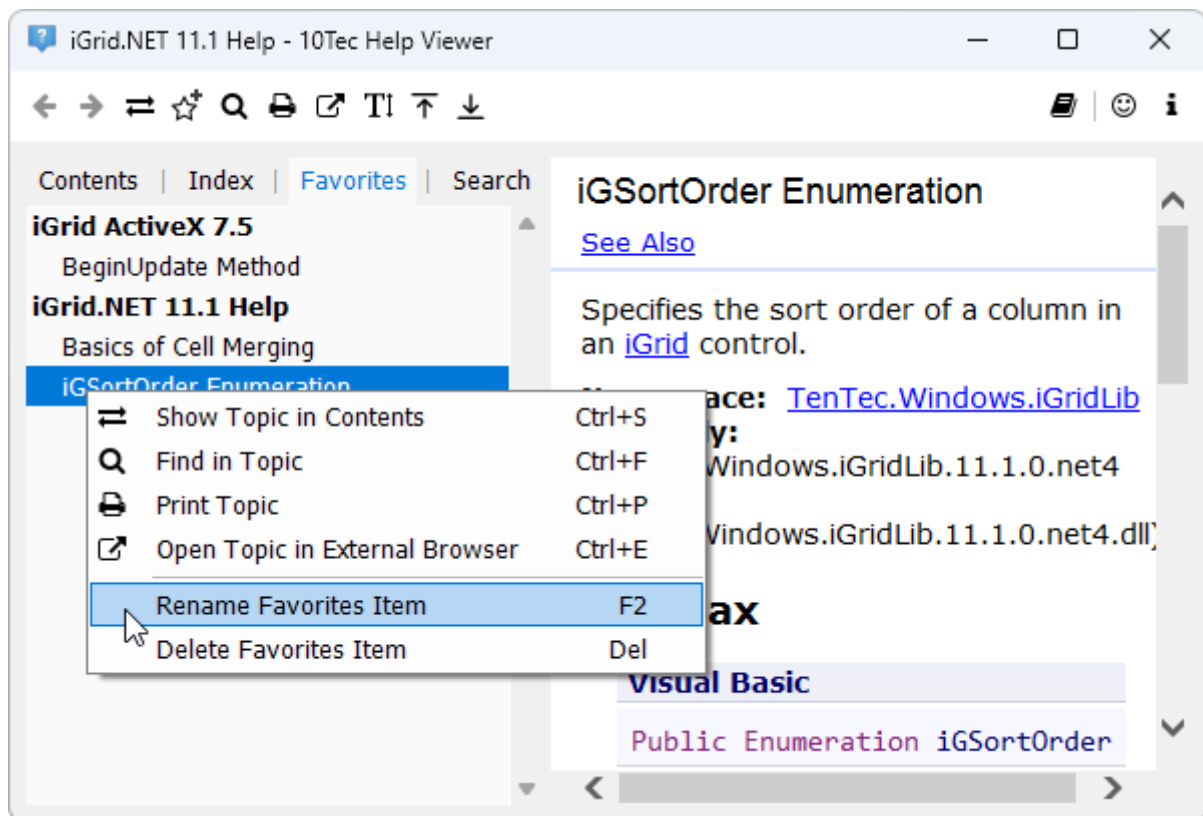 iGrid.NET 11.1 Help - 10Tec Help Viewer
Contents | Index | Favorites | Search
iGrid ActiveX 7.5
BeginUpdate Method
iGrid.NET 11.1 Help
Basics of Cell Merging
iGSortOrder Enumeration
Show Topic in Contents Ctrl+S
Find in Topic Ctrl+F
Print Topic Ctrl+P
Open Topic in External Browser Ctrl+E
Rename Favorites Item F2
Delete Favorites Item Del
iGSortOrder Enumeration
See Also
Specifies the sort order of a column in
an iGrid control.
ace: TenTec.Windows.iGridLib
y:
Windows.iGridLib.11.1.0.net4
Windows.iGridLib.11.1.0.net4.dll)
ax
Visual Basic
Public Enumeration iGSortOrder